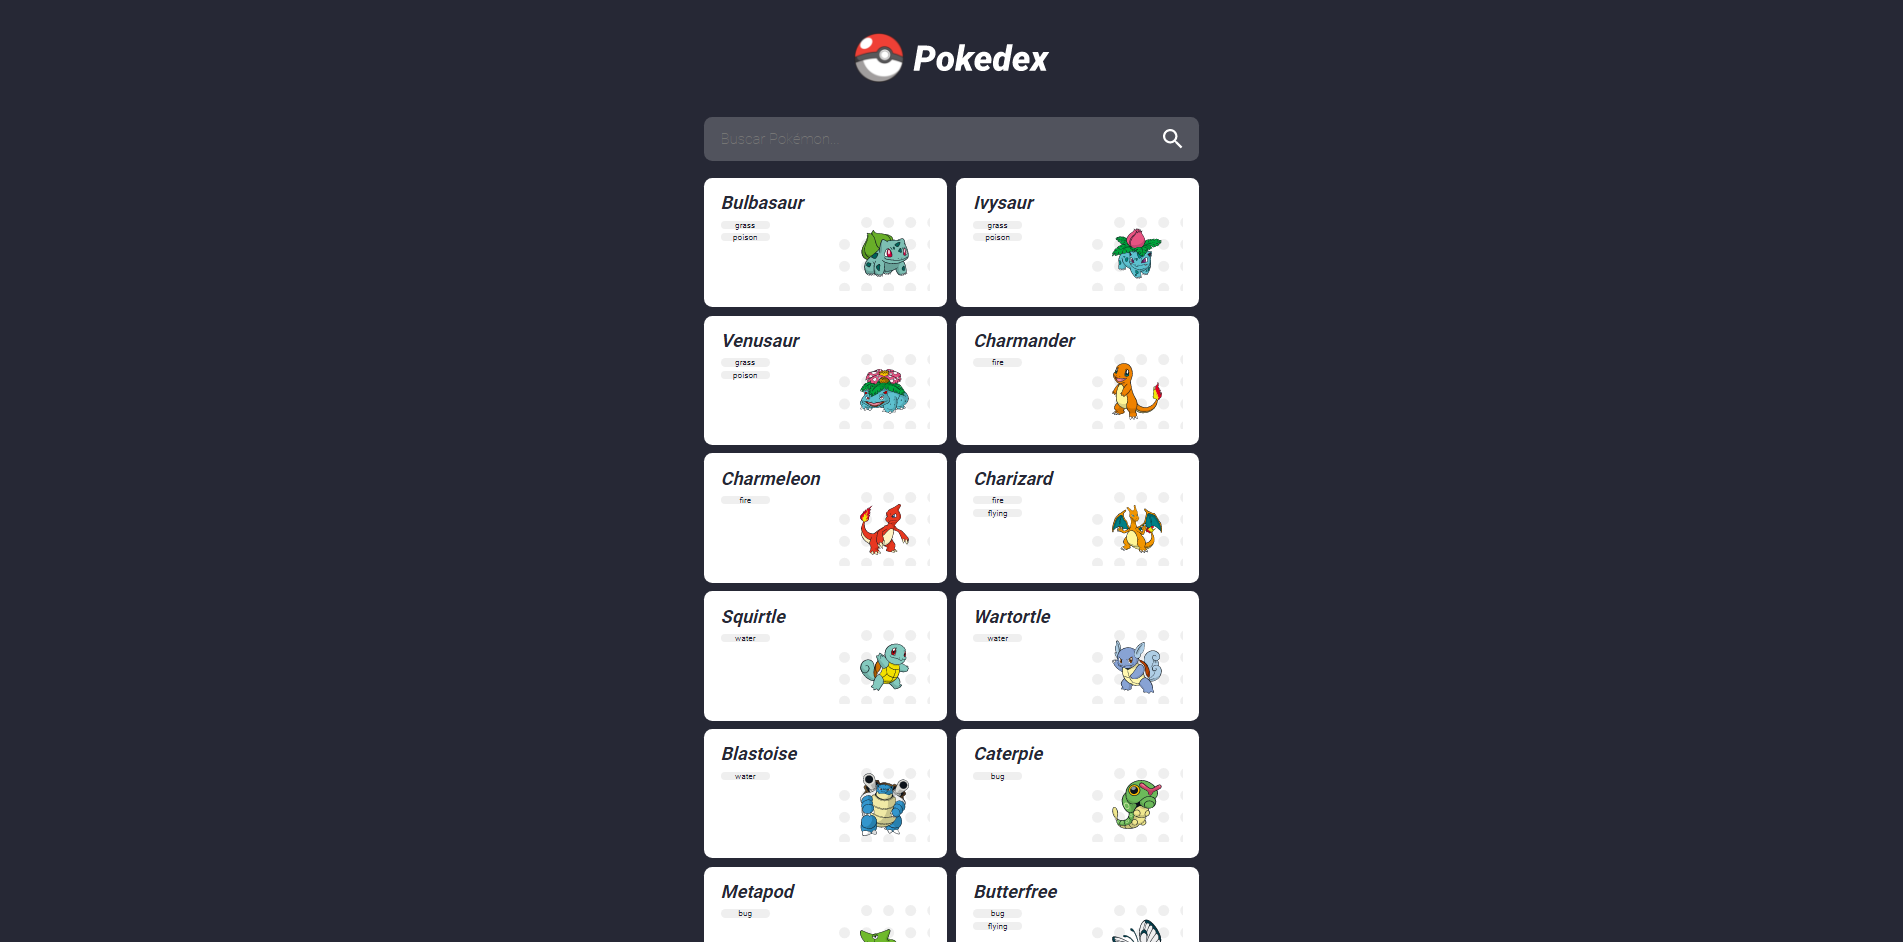 Pokedex
Buscar Pokémon...
Bulbasaur
grass
poison
Ivysaur
grass
poison
Venusaur
grass
poison
Charmander
fire
Charmeleon
fire
Charizard
fire
flying
Squirtle
water
Wartortle
water
Blastoise
water
Caterpie
bug
Metapod
bug
Butterfree
bug
flying